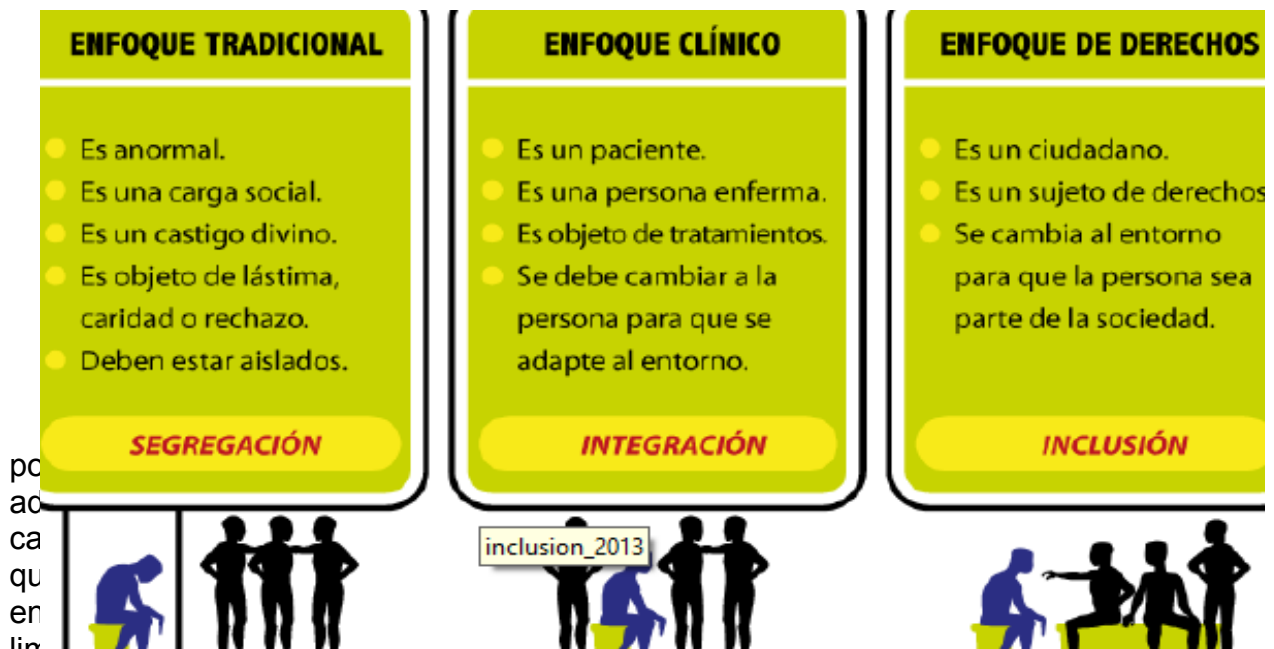 ENFOQUE TRADICIONAL
Es anormal.
Es una carga social.
Es un castigo divino.
Es objeto de lástima,
caridad o rechazo.
Deben estar aislados.
SEGREGACIÓN
ENFOQUE CLÍNICO
Es un paciente.
Es una persona enferma.
Es objeto de tratamientos.
Se debe cambiar a la
persona para que se
adapte al entorno.
INTEGRACIÓN
ENFOQUE DE DERECHOS
Es un ciudadano.
Es un sujeto de derechos
Se cambia al entorno
para que la persona sea
parte de la sociedad.
INCLUSIÓN
inclusion_2013